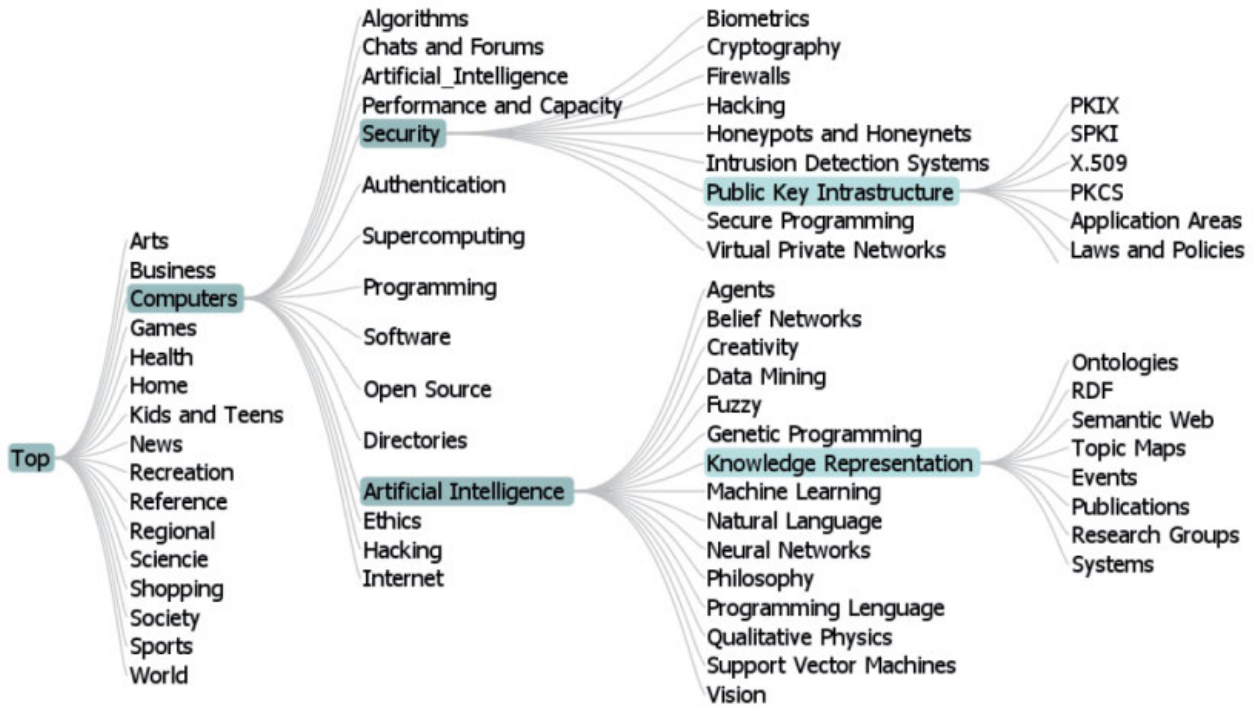 Top
Arts
Business
Computers
Games
Health
Home
Kids and Teens
News
Recreation
Reference
Regional
Sciencie
Shopping
Society
Sports
World
Algorithms
Chats and Forums
Artificial_Intelligence
Performance and Capacity
Security
Authentication
Supercomputing
Programming
Software
Open Source
Directories
Artificial Intelligence
Ethics
Hacking
Internet
Biometrics
Cryptography
Firewalls
Hacking
Honeypots and Honeynets
Intrusion Detection Systems
Public Key Intrastructure
Secure Programming
Virtual Private Networks
Agents
Belief Networks
Creativity
Data Mining
Fuzzy
Genetic Programming
Knowledge Representation
Machine Learning
Natural Language
Neural Networks
Philosophy
Programming Lenguage
Qualitative Physics
Support Vector Machines
Vision
PKIX
SPKI
X.509
PKCS
Application Areas
Laws and Policies
Ontologies
RDF
Semantic Web
Topic Maps
Events
Publications
Research Groups
Systems